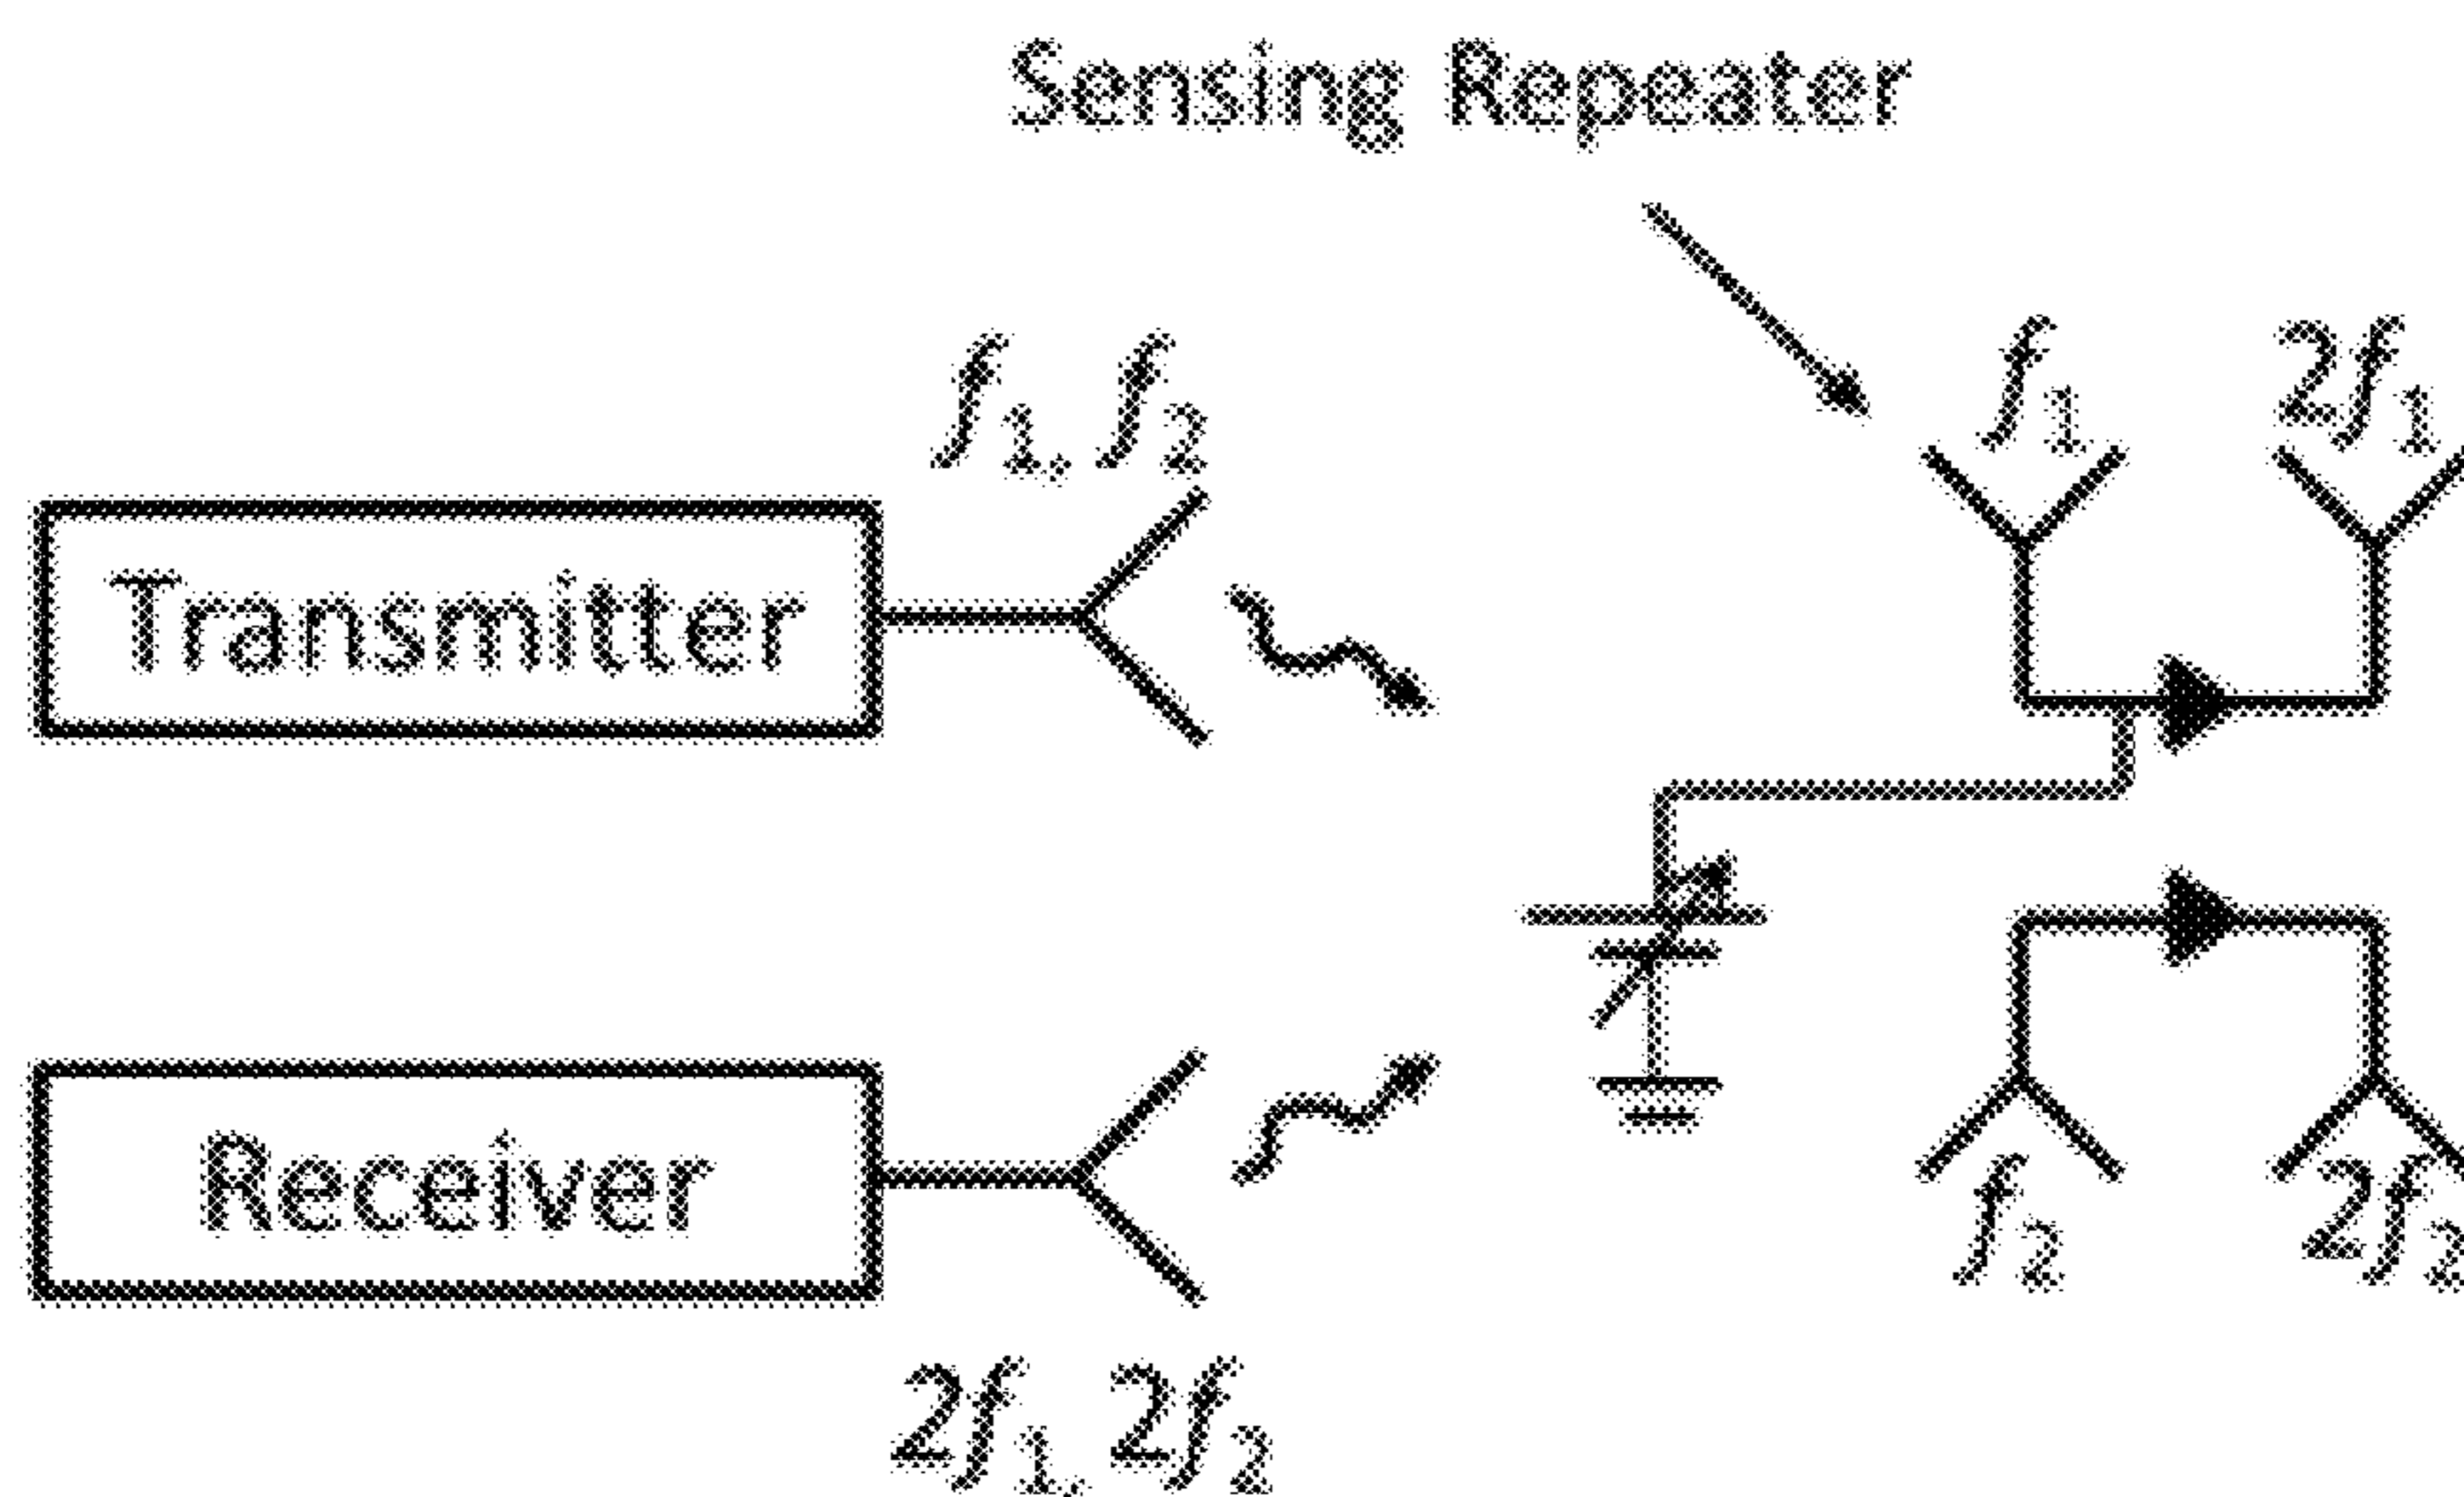 Sensing Repeater
f1, f2
f1
2f1
Transmitter
Receiver
f2
2f2
2f1, 2f2